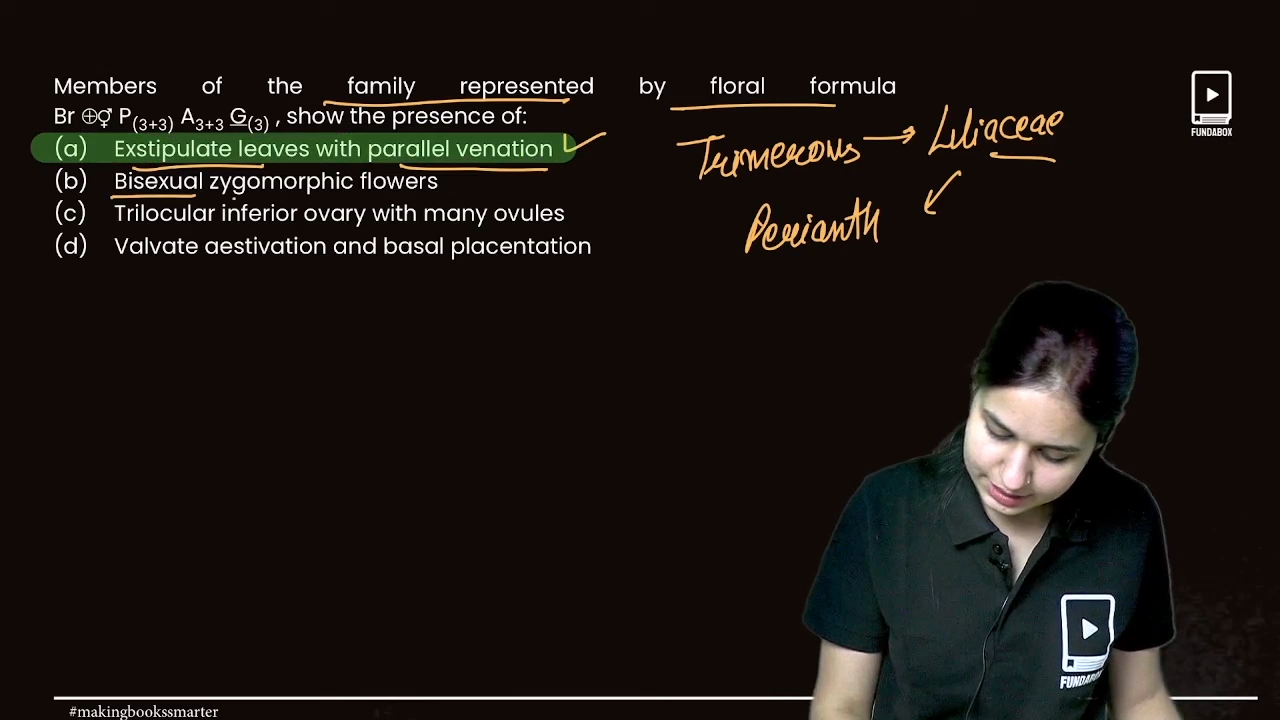 Members of the family represented by floral formula
Br ⊕⚥ P(3+3) A3+3 G(3) , show the presence of:
(a) Exstipulate leaves with parallel venation
(b) Bisexual zygomorphic flowers
(c) Trilocular inferior ovary with many ovules
(d) Valvate aestivation and basal placentation
Trimerous → Liliaceae
Perianth
FUNDABOX
FUNDABOX
#makingbookssmarter